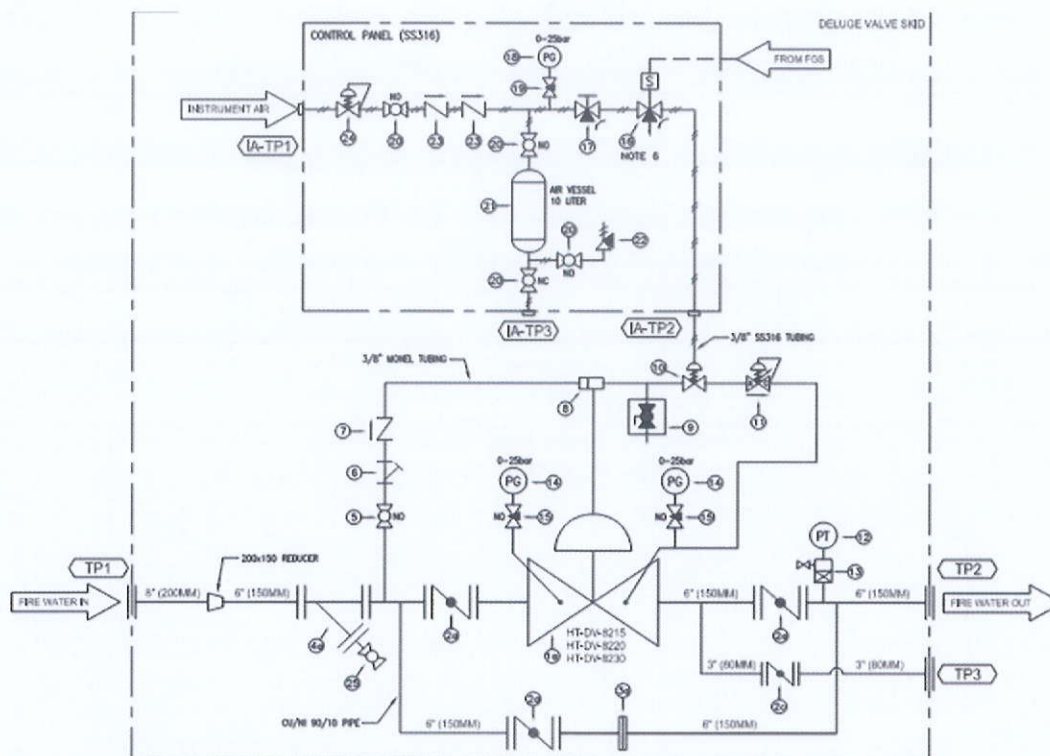 DELUGE VALVE SKID
CONTROL PANEL (SS316)
0-25bar
18
PG
19
S
FROM FGS
INSTRUMENT AIR
IA-TP1
24
NO
20
23
23
17
16
NOTE 6
20
NO
21
AIR VESSEL
10 LITER
20
NO
22
20
NC
IA-TP3
IA-TP2
3/8" SS316 TUBING
3/8" MONEL TUBING
10
8
9
11
7
6
5
NO
0-25bar
PG
14
NO
15
0-25bar
PG
14
NO
15
PT
12
13
TP1
200x150 REDUCER
FIRE WATER IN
8" (200MM)
6" (150MM)
4a
25
2a
1a
HT-DV-8215
HT-DV-8220
HT-DV-8230
6" (150MM)
2a
6" (150MM)
TP2
FIRE WATER OUT
3" (80MM)
2c
3" (80MM)
TP3
CU/NI 90/10 PIPE
6" (150MM)
2a
3a
6" (150MM)